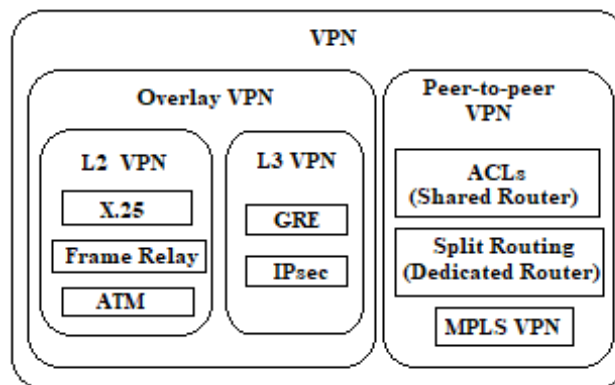 VPN
Overlay VPN
L2 VPN
X.25
Frame Relay
ATM
L3 VPN
GRE
IPsec
Peer-to-peer
VPN
ACLs
(Shared Router)
Split Routing
(Dedicated Router)
MPLS VPN